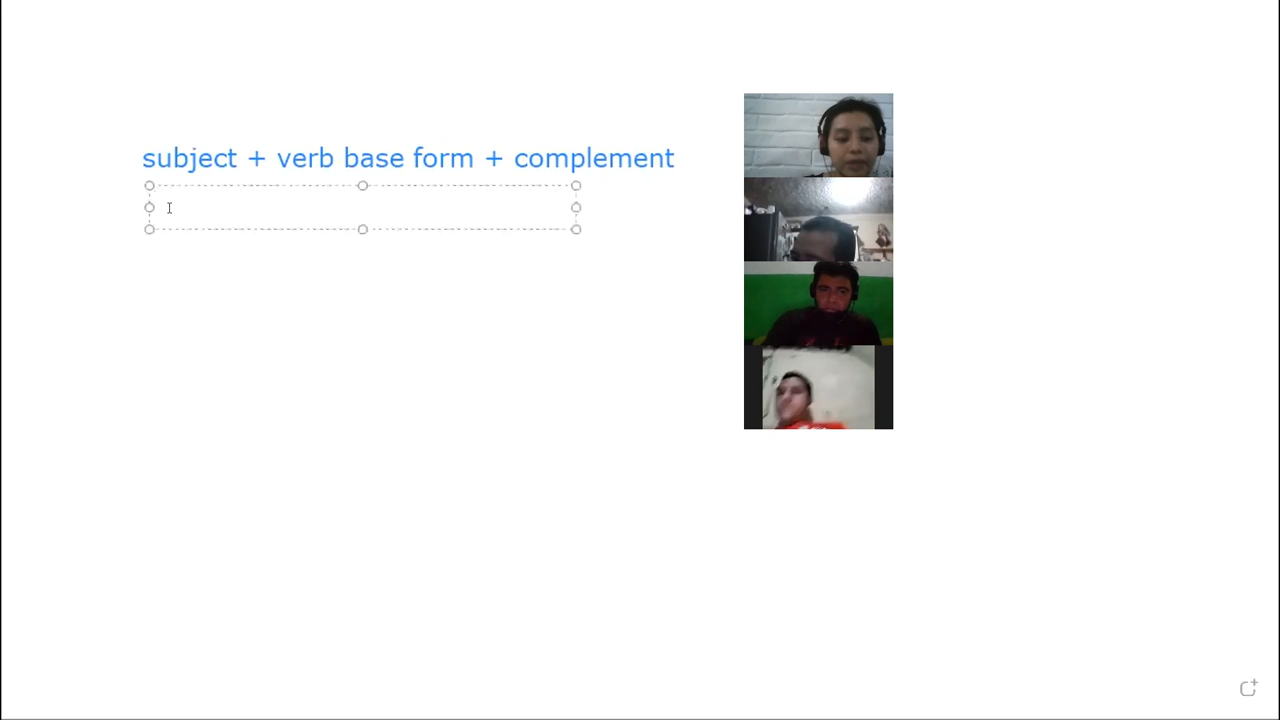 subject + verb base form + complement